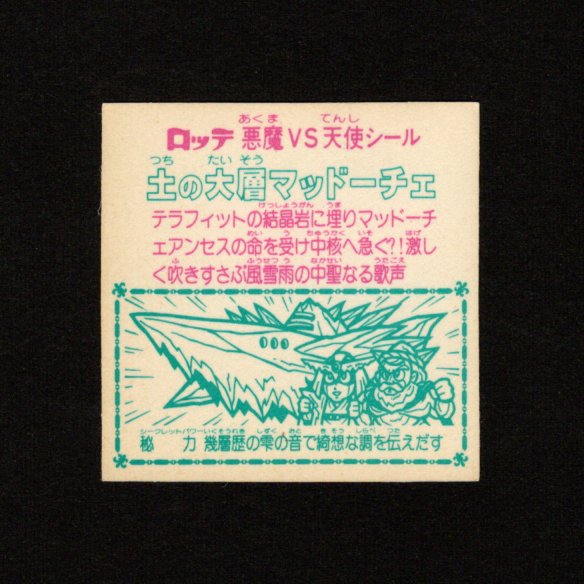 あくま てんし
ロッテ 悪魔VS天使シール
つち たい そう
土の大層マッドーチェ
けっしょうがん うま
テラフィットの結晶岩に埋りマッドーチ
めい う ちゅうかく いそ はげ
ェアンセスの命を受け中核へ急ぐ?!激し
ふ ふうせつう なかせい うたごえ
く吹きすさぶ風雪雨の中聖なる歌声
シークレットパワー いくそうれき しずく おと きそう しらべ つた
秘 力 幾層歴の雫の音で綺想な調を伝えだす